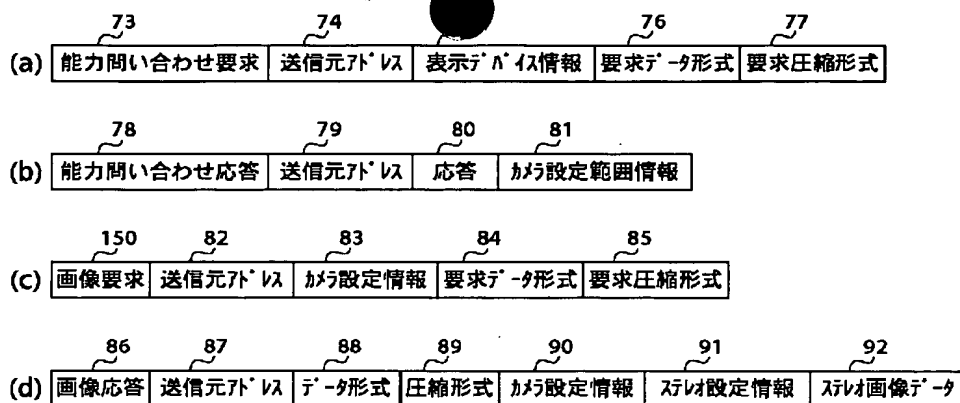 73 74 76 77
(a) 能力問い合わせ要求 送信元アドレス 表示デバイス情報 要求データ形式 要求圧縮形式
78 79 80 81
(b) 能力問い合わせ応答 送信元アドレス 応答 カメラ設定範囲情報
150 82 83 84 85
(c) 画像要求 送信元アドレス カメラ設定情報 要求データ形式 要求圧縮形式
86 87 88 89 90 91 92
(d) 画像応答 送信元アドレス データ形式 圧縮形式 カメラ設定情報 ステレオ設定情報 ステレオ画像データ